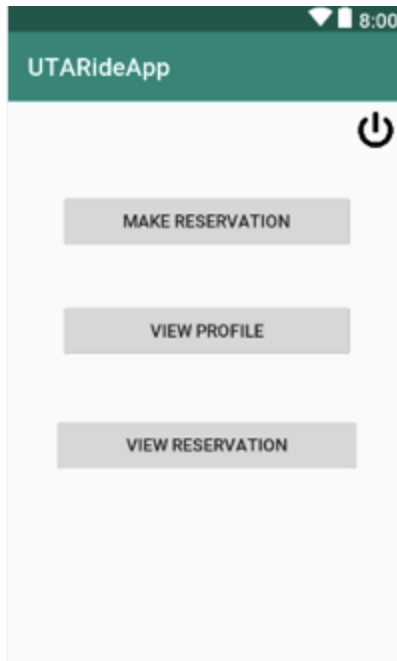 8:00
UTARideApp
MAKE RESERVATION
VIEW PROFILE
VIEW RESERVATION